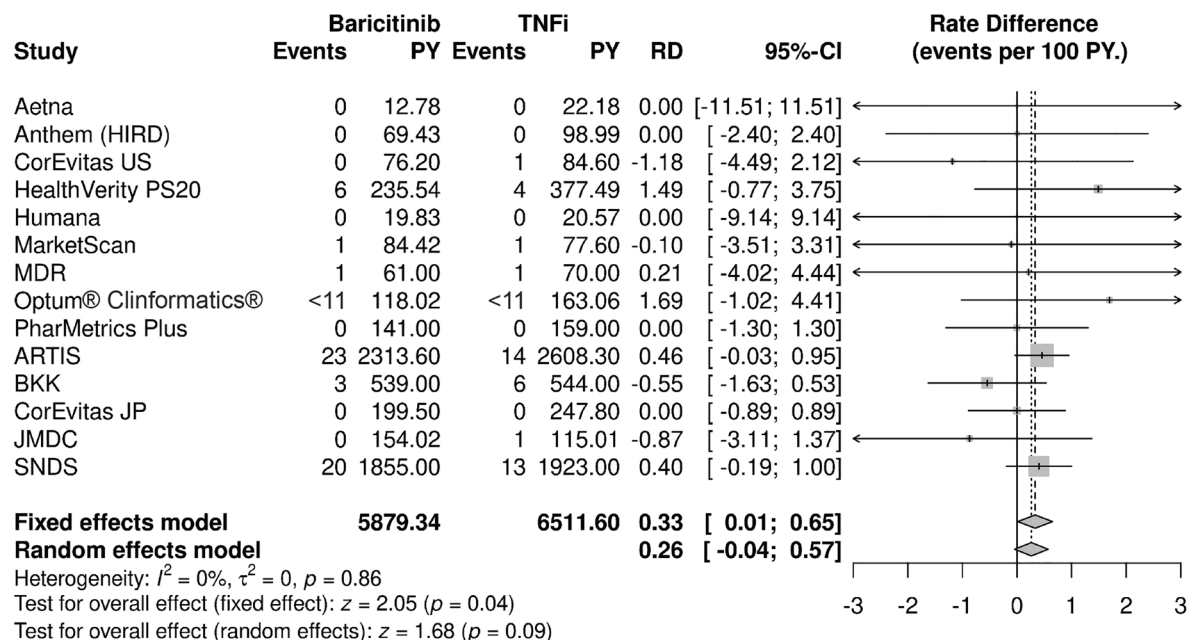 Baricitinib TNFi Rate Difference
Study Events PY Events PY RD 95%-CI (events per 100 PY.)
Aetna 0 12.78 0 22.18 0.00 [-11.51; 11.51]
Anthem (HIRD) 0 69.43 0 98.99 0.00 [ -2.40; 2.40]
CorEvitas US 0 76.20 1 84.60 -1.18 [ -4.49; 2.12]
HealthVerity PS20 6 235.54 4 377.49 1.49 [ -0.77; 3.75]
Humana 0 19.83 0 20.57 0.00 [ -9.14; 9.14]
MarketScan 1 84.42 1 77.60 -0.10 [ -3.51; 3.31]
MDR 1 61.00 1 70.00 0.21 [ -4.02; 4.44]
Optum® Clinformatics® <11 118.02 <11 163.06 1.69 [ -1.02; 4.41]
PharMetrics Plus 0 141.00 0 159.00 0.00 [ -1.30; 1.30]
ARTIS 23 2313.60 14 2608.30 0.46 [ -0.03; 0.95]
BKK 3 539.00 6 544.00 -0.55 [ -1.63; 0.53]
CorEvitas JP 0 199.50 0 247.80 0.00 [ -0.89; 0.89]
JMDC 0 154.02 1 115.01 -0.87 [ -3.11; 1.37]
SNDS 20 1855.00 13 1923.00 0.40 [ -0.19; 1.00]
Fixed effects model 5879.34 6511.60 0.33 [ 0.01; 0.65]
Random effects model 0.26 [ -0.04; 0.57]
Heterogeneity: I² = 0%, τ² = 0, p = 0.86
Test for overall effect (fixed effect): z = 2.05 (p = 0.04)
Test for overall effect (random effects): z = 1.68 (p = 0.09)
-3 -2 -1 0 1 2 3